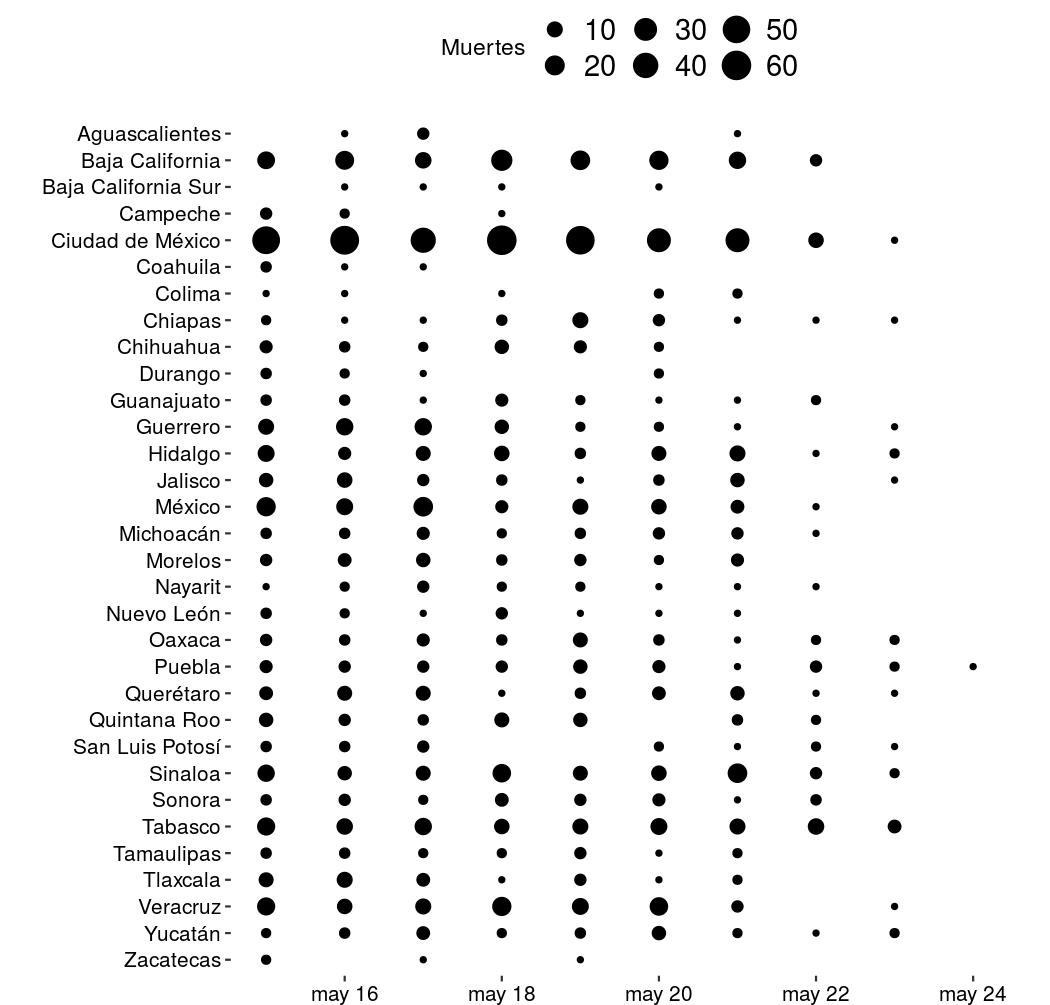 Muertes
10 30 50
20 40 60
Aguascalientes
Baja California
Baja California Sur
Campeche
Ciudad de México
Coahuila
Colima
Chiapas
Chihuahua
Durango
Guanajuato
Guerrero
Hidalgo
Jalisco
México
Michoacán
Morelos
Nayarit
Nuevo León
Oaxaca
Puebla
Querétaro
Quintana Roo
San Luis Potosí
Sinaloa
Sonora
Tabasco
Tamaulipas
Tlaxcala
Veracruz
Yucatán
Zacatecas
may 16 may 18 may 20 may 22 may 24